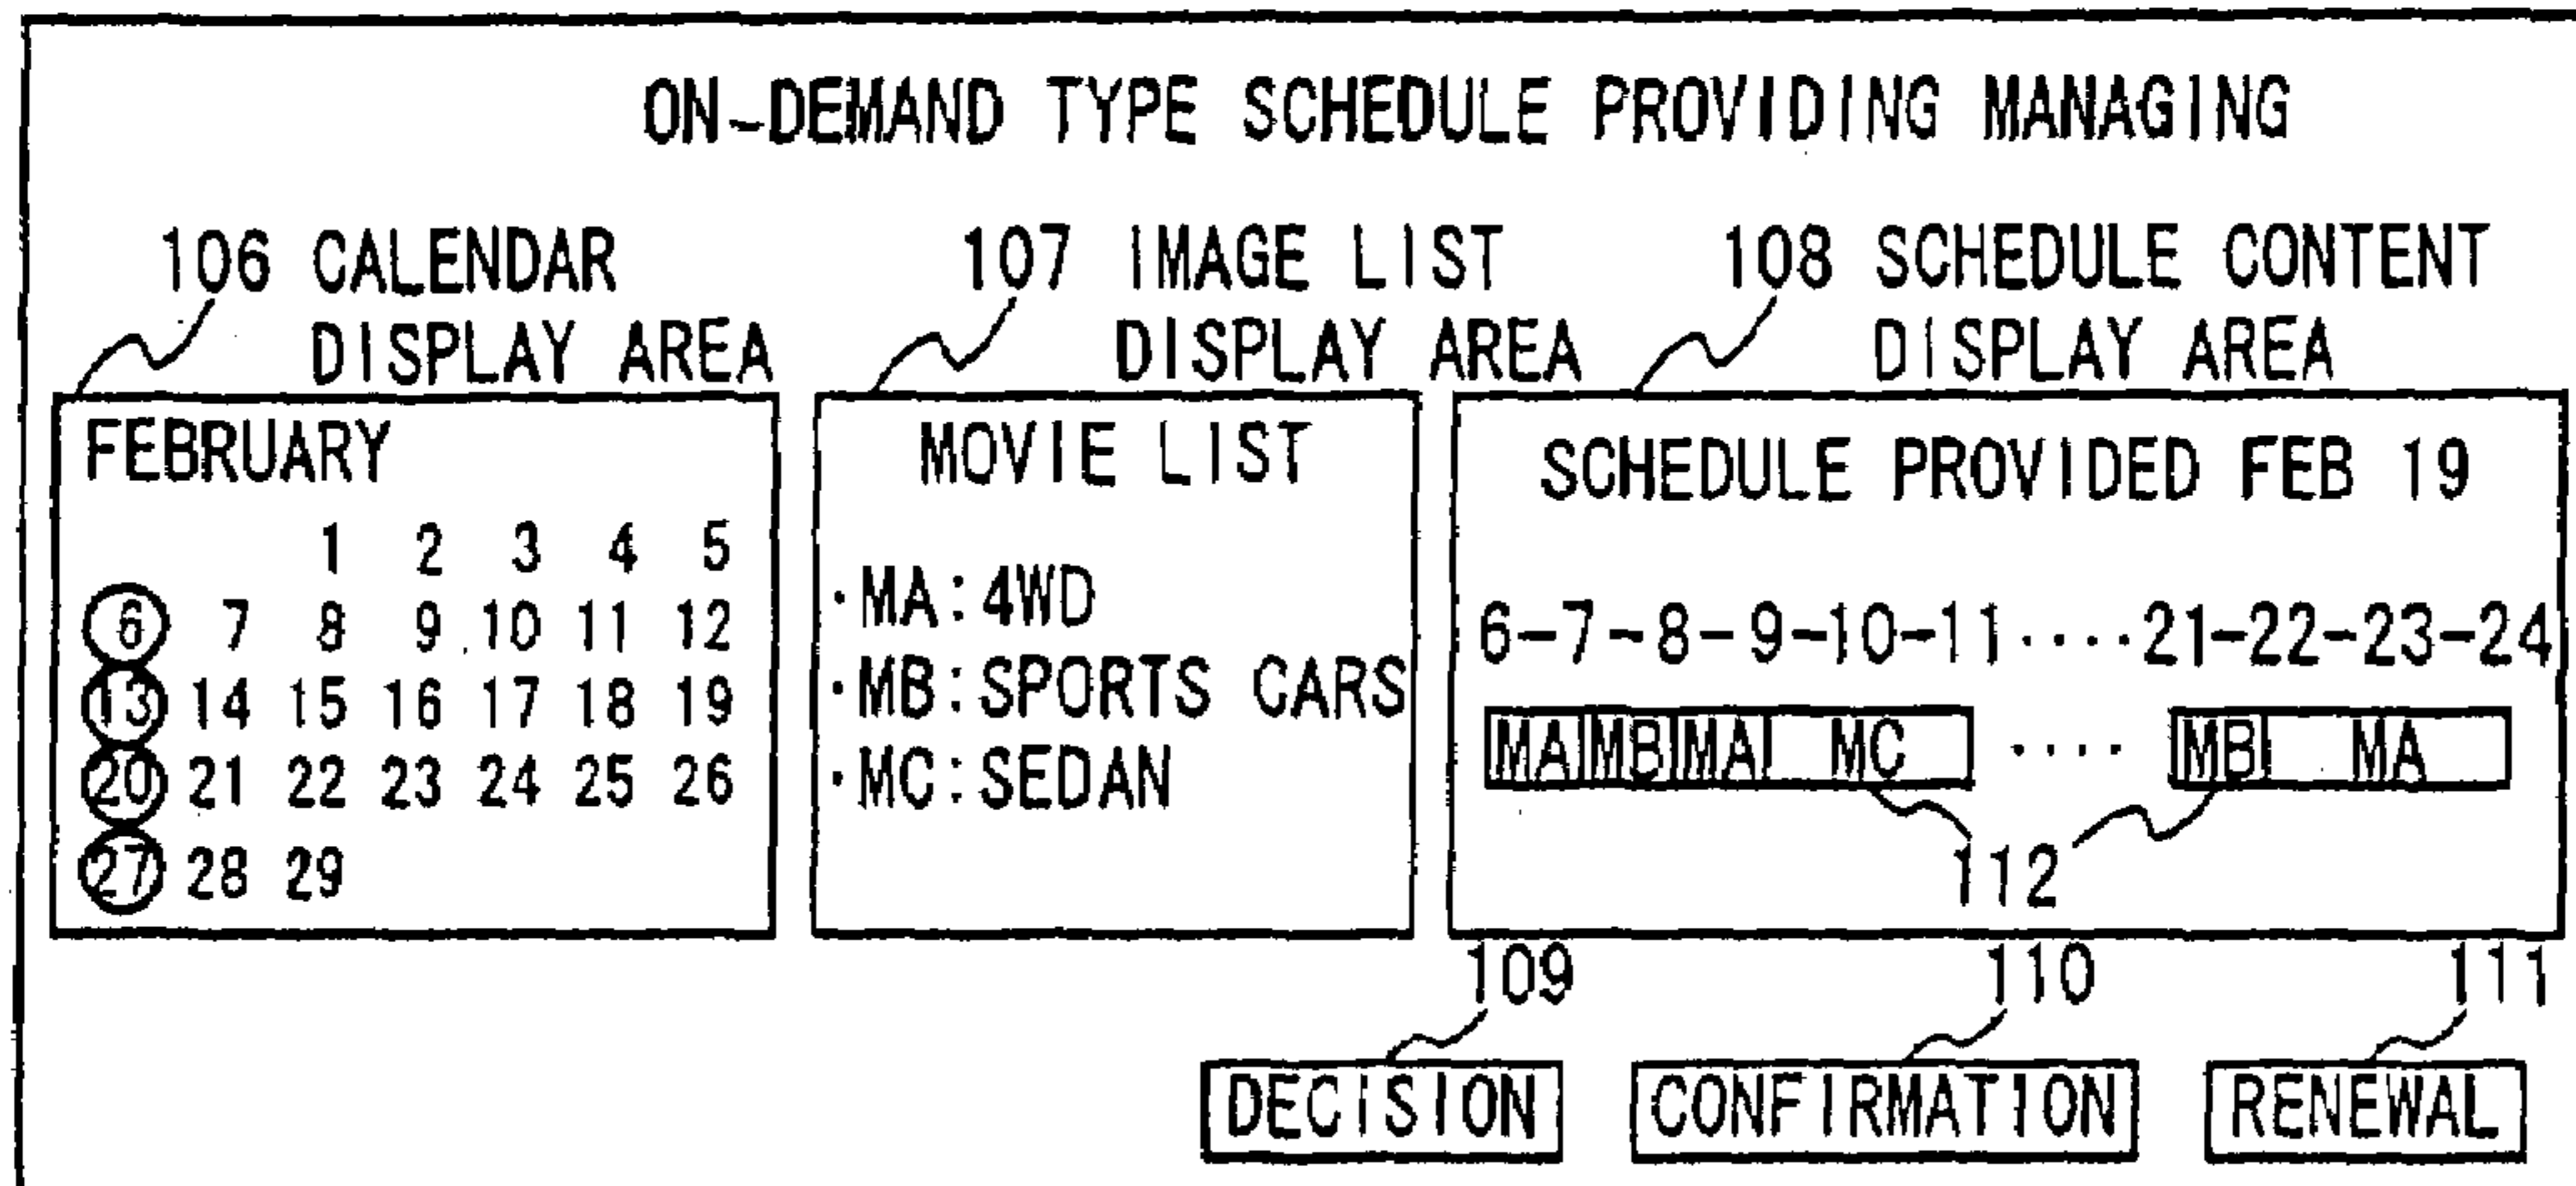 ON-DEMAND TYPE SCHEDULE PROVIDING MANAGING
106 CALENDAR DISPLAY AREA
107 IMAGE LIST DISPLAY AREA
108 SCHEDULE CONTENT DISPLAY AREA
FEBRUARY
1 2 3 4 5
6 7 8 9 10 11 12
13 14 15 16 17 18 19
20 21 22 23 24 25 26
27 28 29
MOVIE LIST
·MA:4WD
·MB:SPORTS CARS
·MC:SEDAN
SCHEDULE PROVIDED FEB 19
6-7-8-9-10-11····21-22-23-24
MA MB MA MC ···· MB MA
112
109
110
111
DECISION
CONFIRMATION
RENEWAL